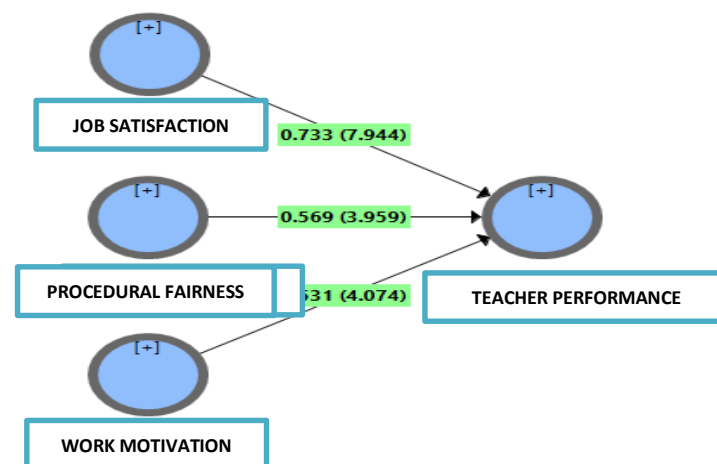 [+]
JOB SATISFACTION
0.733 (7.944)
[+]
[+]
0.569 (3.959)
PROCEDURAL FAIRNESS
(4.074)
TEACHER PERFORMANCE
[+]
WORK MOTIVATION